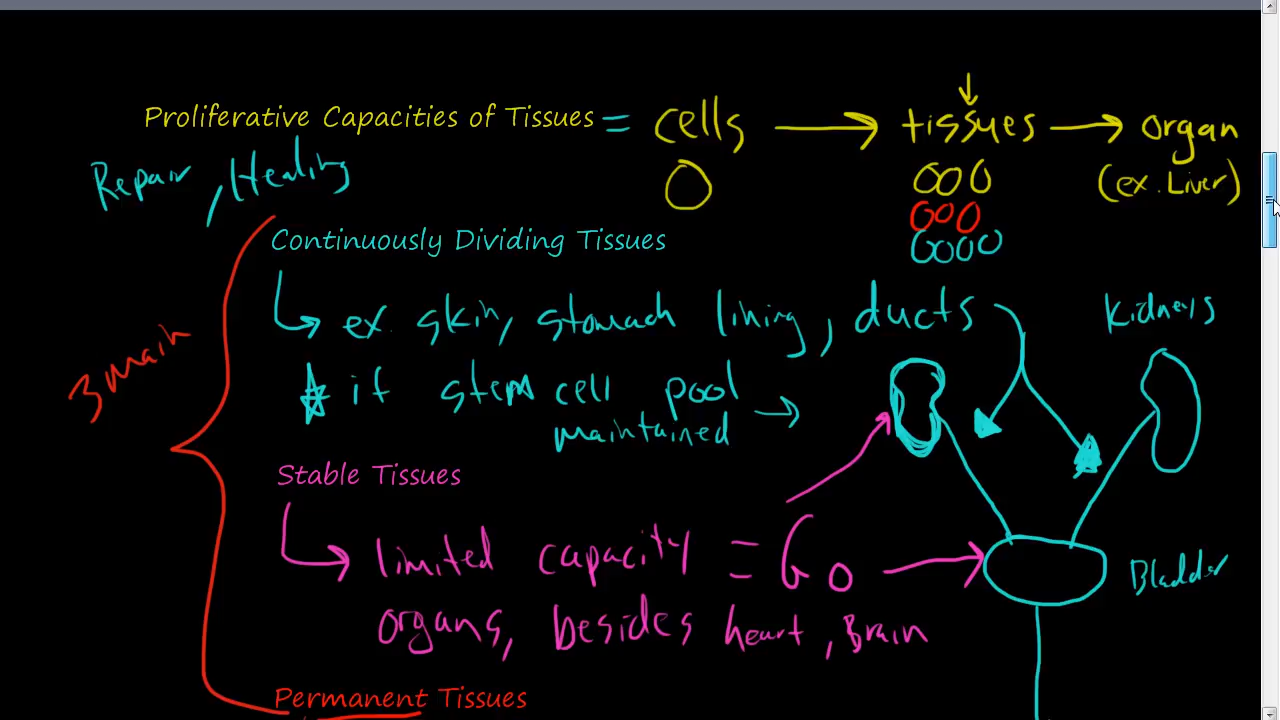 Proliferative Capacities of Tissues = cells → tissues → organ
Repair, Healing
(ex. Liver)
Continuously Dividing Tissues
ex. skin, stomach lining, ducts
Kidneys
3 main
* if stem cell pool
maintained →
Stable Tissues
limited capacity = G0
Bladder
organs, besides heart, Brain
Permanent Tissues